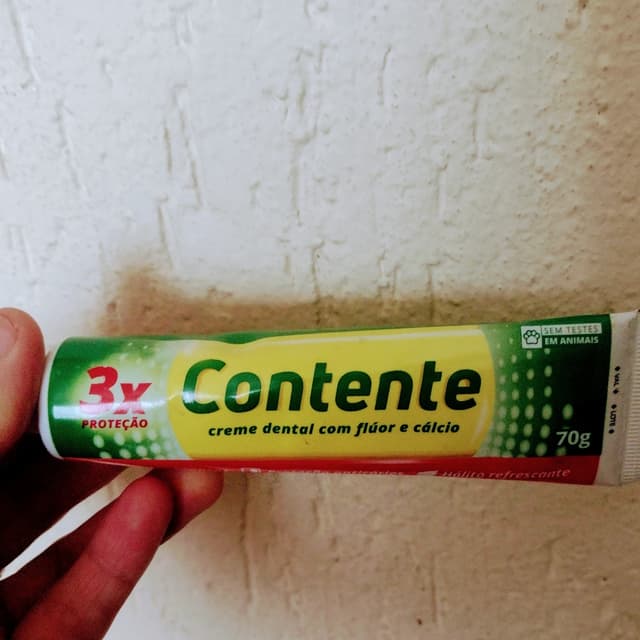 SEM TESTES
EM ANIMAIS
3x
PROTEÇÃO
Contente
creme dental com flúor e cálcio
70g
Hálito refrescante